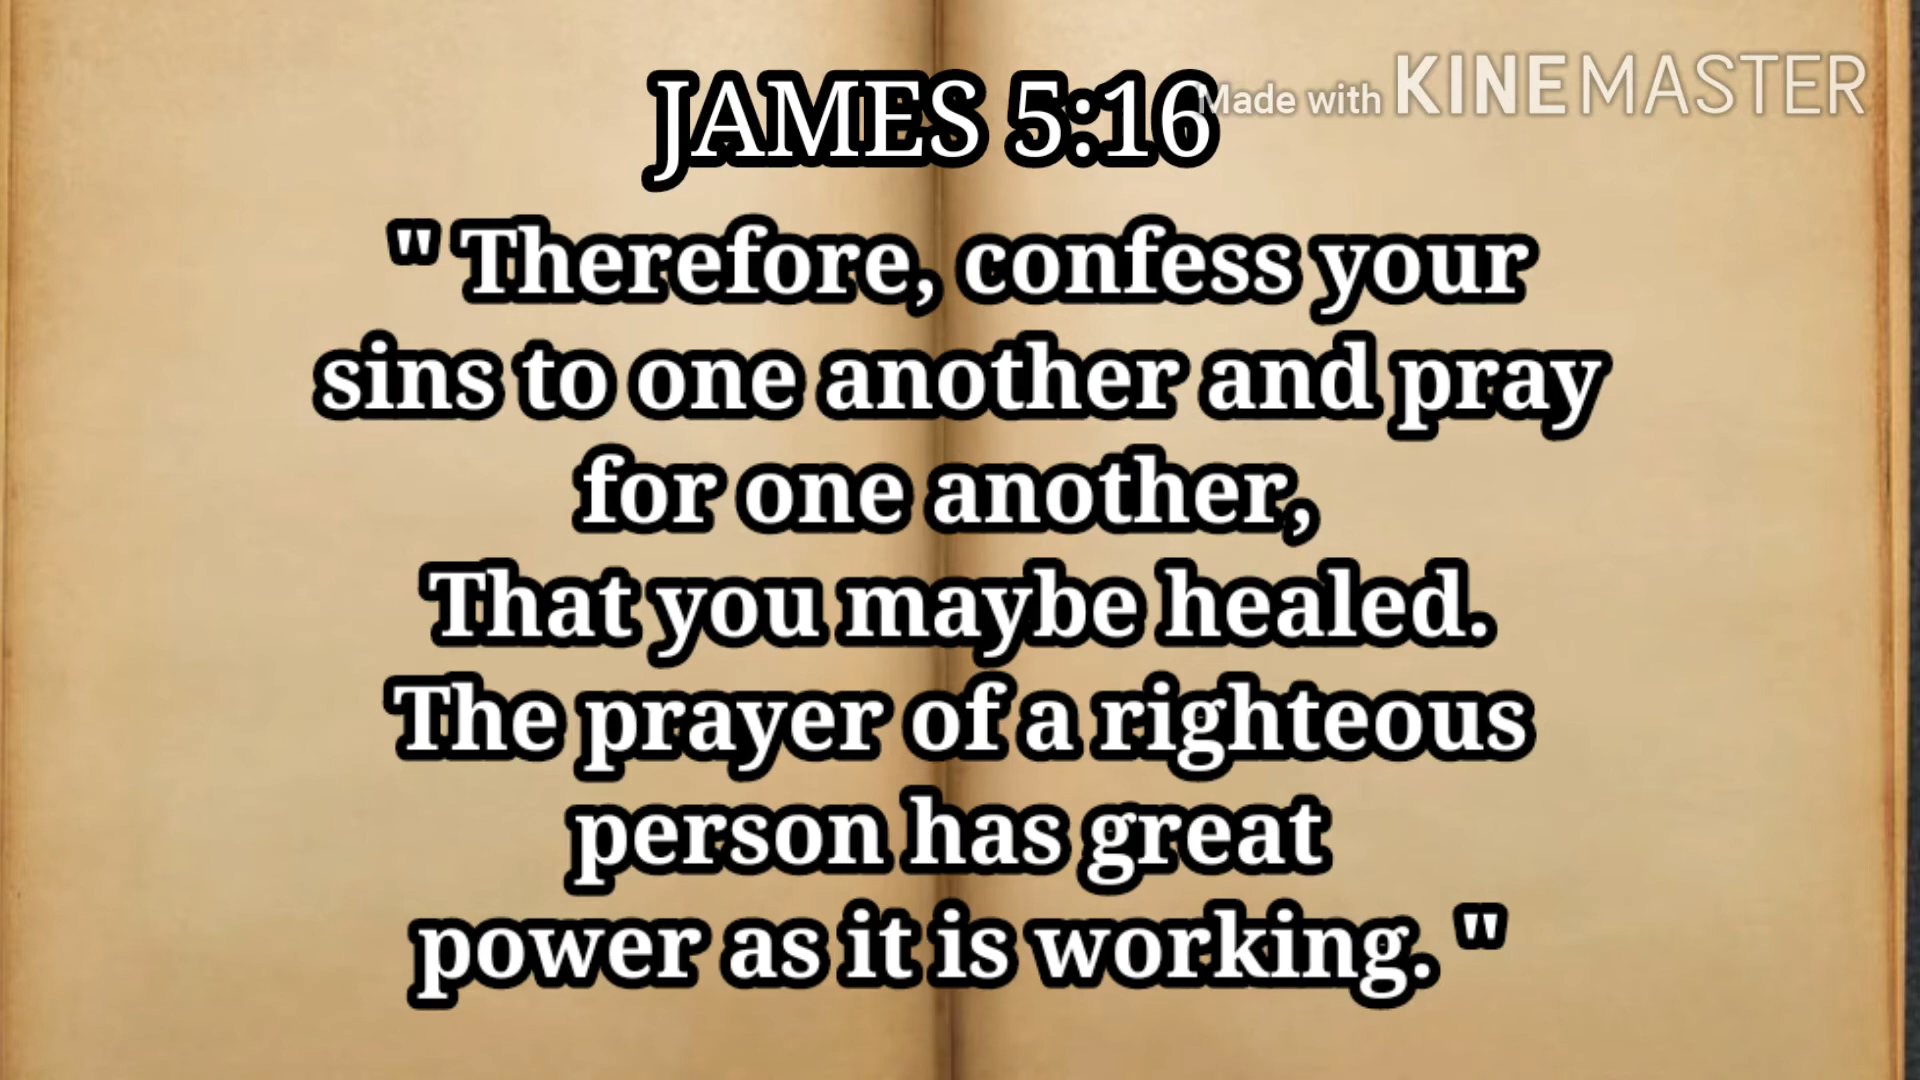 JAMES 5:16
Made with KINEMASTER
" Therefore, confess your
sins to one another and pray
for one another,
That you maybe healed.
The prayer of a righteous
person has great
power as it is working. "